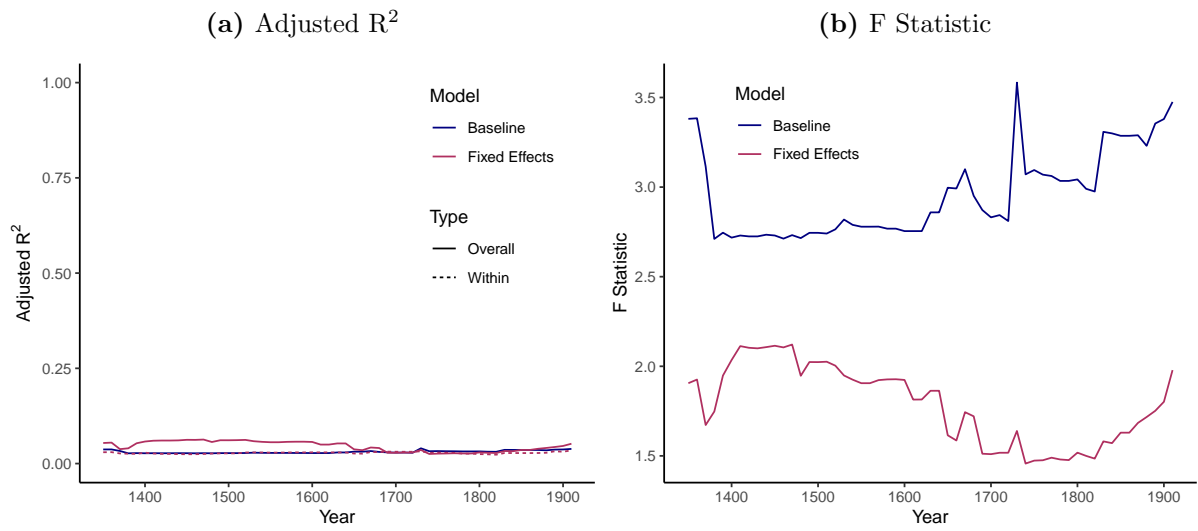 (a) Adjusted R²
1.00
0.75
0.50
0.25
0.00
Adjusted R²
Model
Baseline
Fixed Effects
Type
Overall
Within
1400 1500 1600 1700 1800 1900
Year
(b) F Statistic
3.5
3.0
2.5
2.0
1.5
F Statistic
Model
Baseline
Fixed Effects
1400 1500 1600 1700 1800 1900
Year